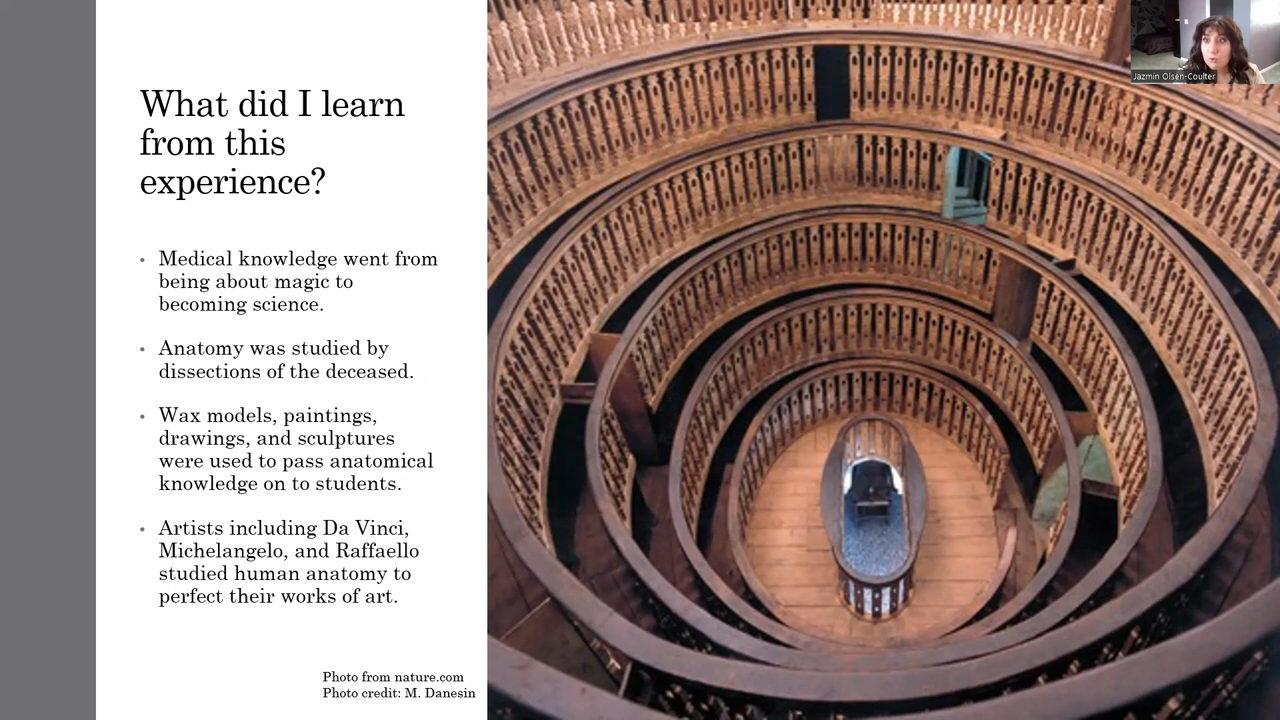 What did I learn
from this
experience?
• Medical knowledge went from
being about magic to
becoming science.
• Anatomy was studied by
dissections of the deceased.
• Wax models, paintings,
drawings, and sculptures
were used to pass anatomical
knowledge on to students.
• Artists including Da Vinci,
Michelangelo, and Raffaello
studied human anatomy to
perfect their works of art.
Photo from nature.com
Photo credit: M. Danesin
Jazmin Olsen-Coulter